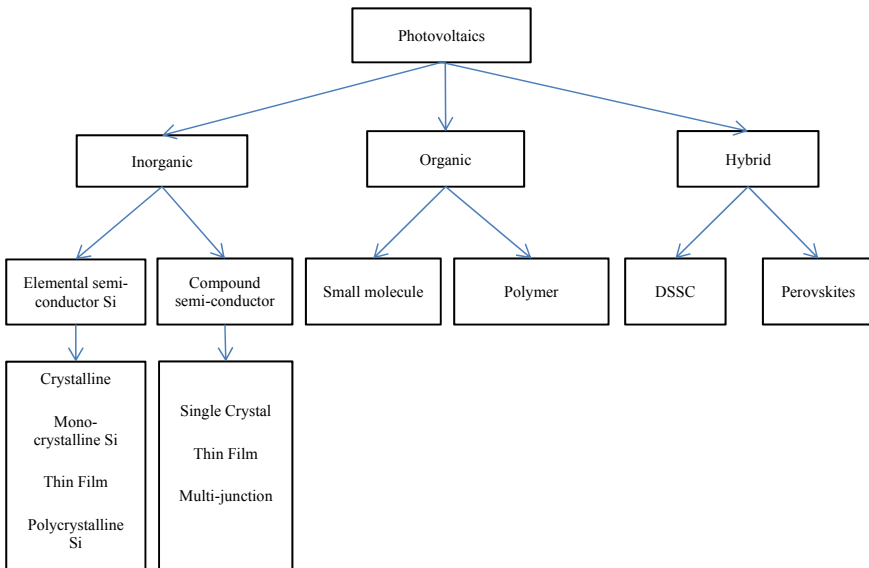 Photovoltaics
Inorganic
Organic
Hybrid
Elemental semi-
conductor Si
Compound
semi-conductor
Small molecule
Polymer
DSSC
Perovskites
Crystalline
Mono-
crystalline Si
Thin Film
Polycrystalline
Si
Single Crystal
Thin Film
Multi-junction